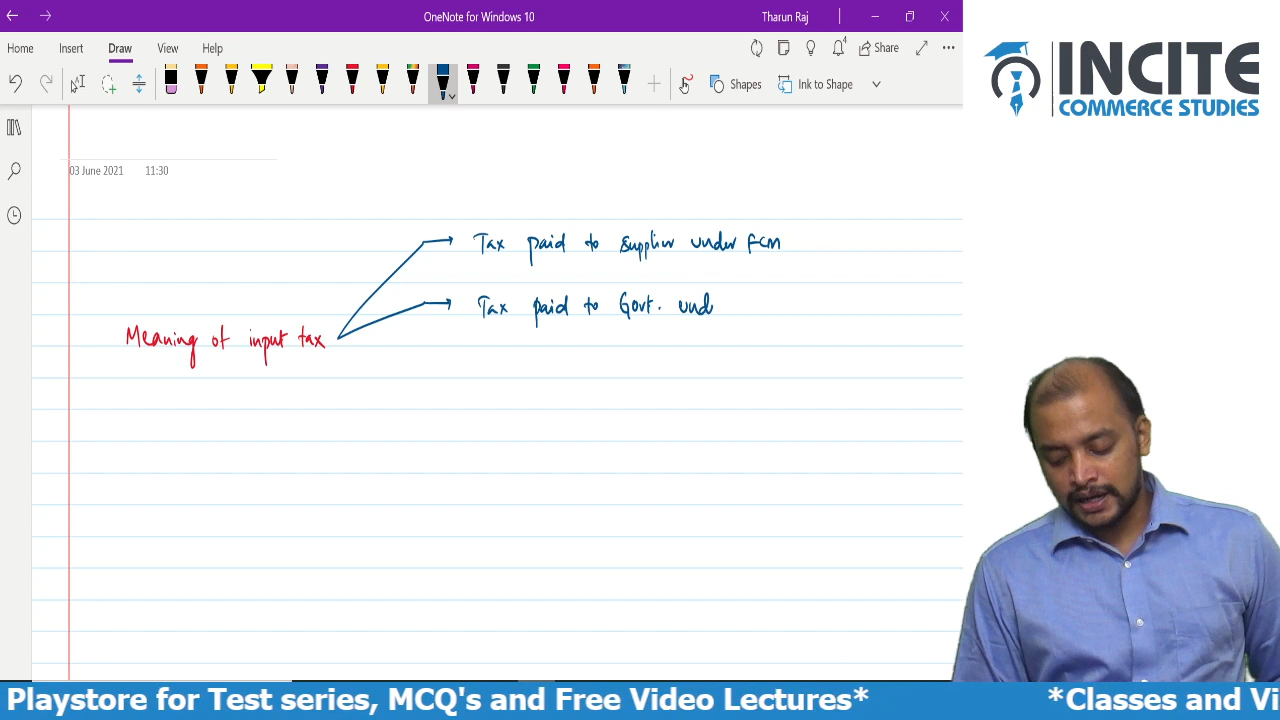 OneNote for Windows 10
Tharun Raj
Home Insert Draw View Help
4
Share
Shapes
Ink to Shape
INCITE
COMMERCE STUDIES
03 June 2021 11:30
Tax paid to supplier under FCM
Tax paid to Govt. und
Meaning of input tax
Playstore for Test series, MCQ's and Free Video Lectures* *Classes and Vi